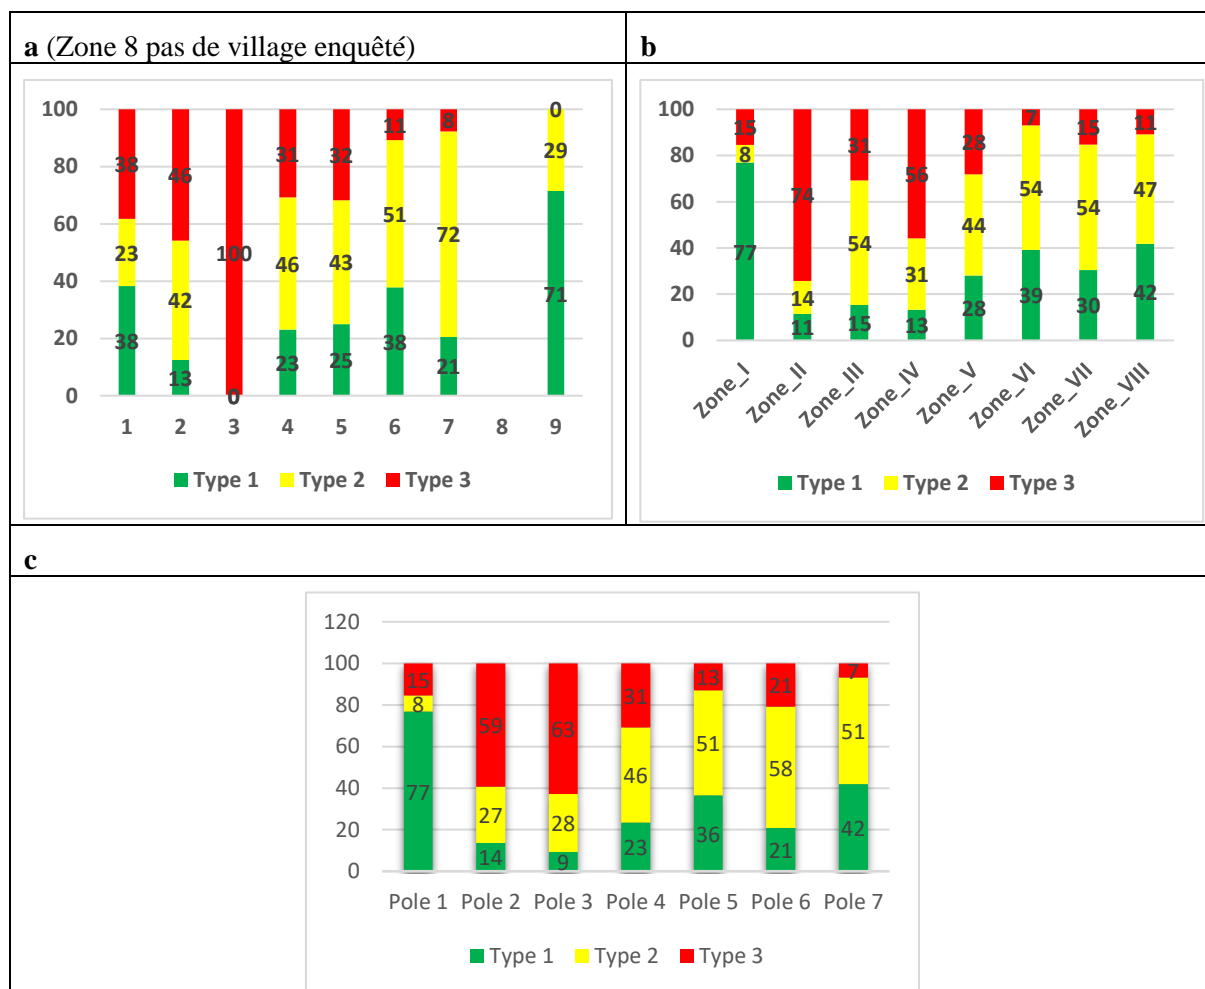 a (Zone 8 pas de village enquêté)
100
80
60
40
20
0
38 46 100 31 32 11 8 0
23 42 46 43 51 72 29
38 13 0 23 25 38 21 71
1 2 3 4 5 6 7 8 9
Type 1 Type 2 Type 3
b
100
80
60
40
20
0
15 74 31 56 28 7 15 11
8 14 54 31 44 54 54 47
77 11 15 13 28 39 30 42
Zone_I Zone_II Zone_III Zone_IV Zone_V Zone_VI Zone_VII Zone_VIII
Type 1 Type 2 Type 3
c
120
100
80
60
40
20
0
15 59 63 31 13 21 7
8 27 28 46 51 58 51
77 14 9 23 36 21 42
Pole 1 Pole 2 Pole 3 Pole 4 Pole 5 Pole 6 Pole 7
Type 1 Type 2 Type 3